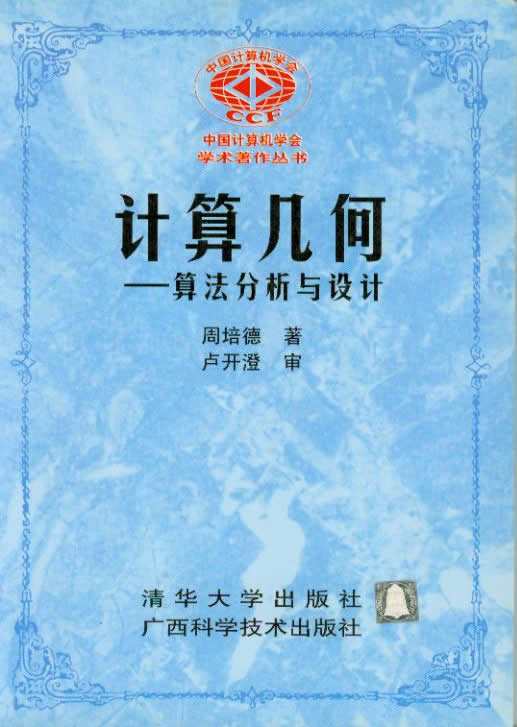 中国计算机学会
CCF
中国计算机学会
学术著作丛书
计算几何
——算法分析与设计
周培德 著
卢开澄 审
清华大学出版社
广西科学技术出版社